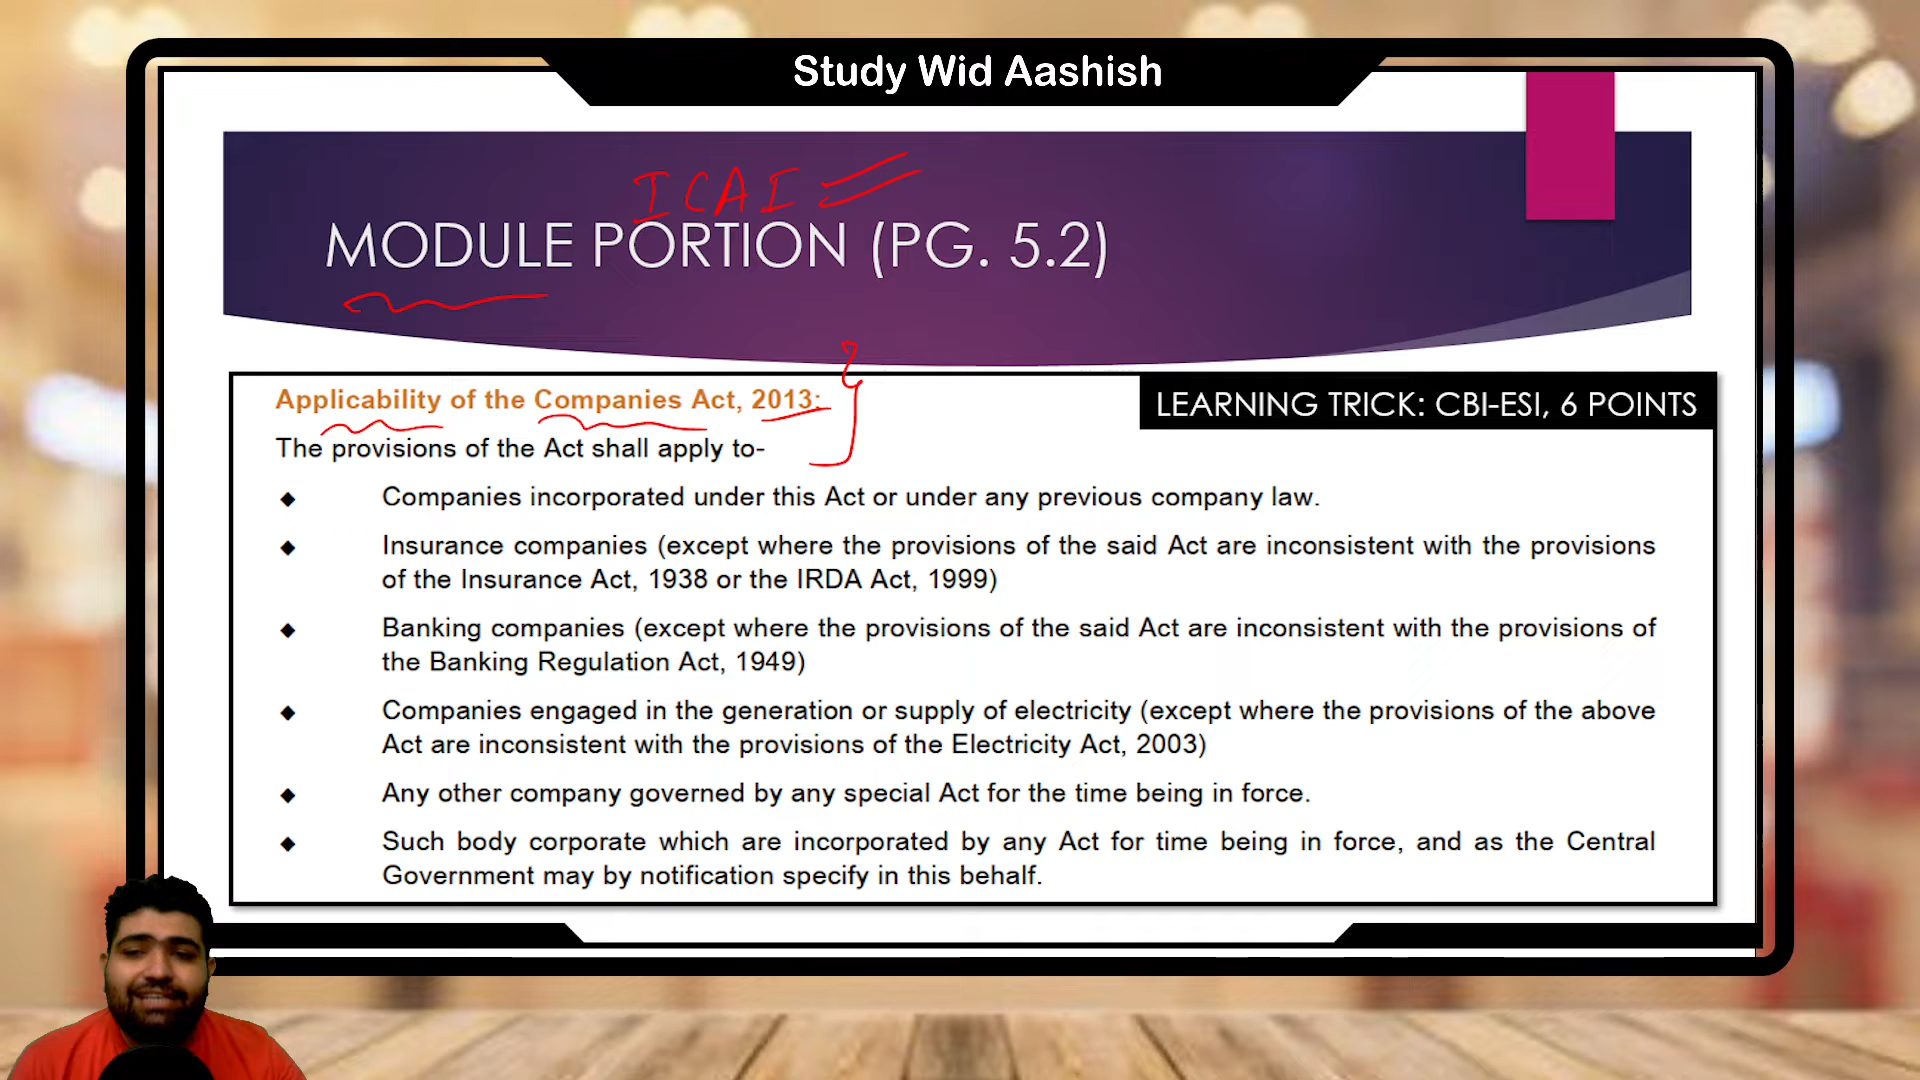 Study Wid Aashish
ICAI
MODULE PORTION (PG. 5.2)
Applicability of the Companies Act, 2013:
LEARNING TRICK: CBI-ESI, 6 POINTS
The provisions of the Act shall apply to-
◆ Companies incorporated under this Act or under any previous company law.
◆ Insurance companies (except where the provisions of the said Act are inconsistent with the provisions
of the Insurance Act, 1938 or the IRDA Act, 1999)
◆ Banking companies (except where the provisions of the said Act are inconsistent with the provisions of
the Banking Regulation Act, 1949)
◆ Companies engaged in the generation or supply of electricity (except where the provisions of the above
Act are inconsistent with the provisions of the Electricity Act, 2003)
◆ Any other company governed by any special Act for the time being in force.
◆ Such body corporate which are incorporated by any Act for time being in force, and as the Central
Government may by notification specify in this behalf.